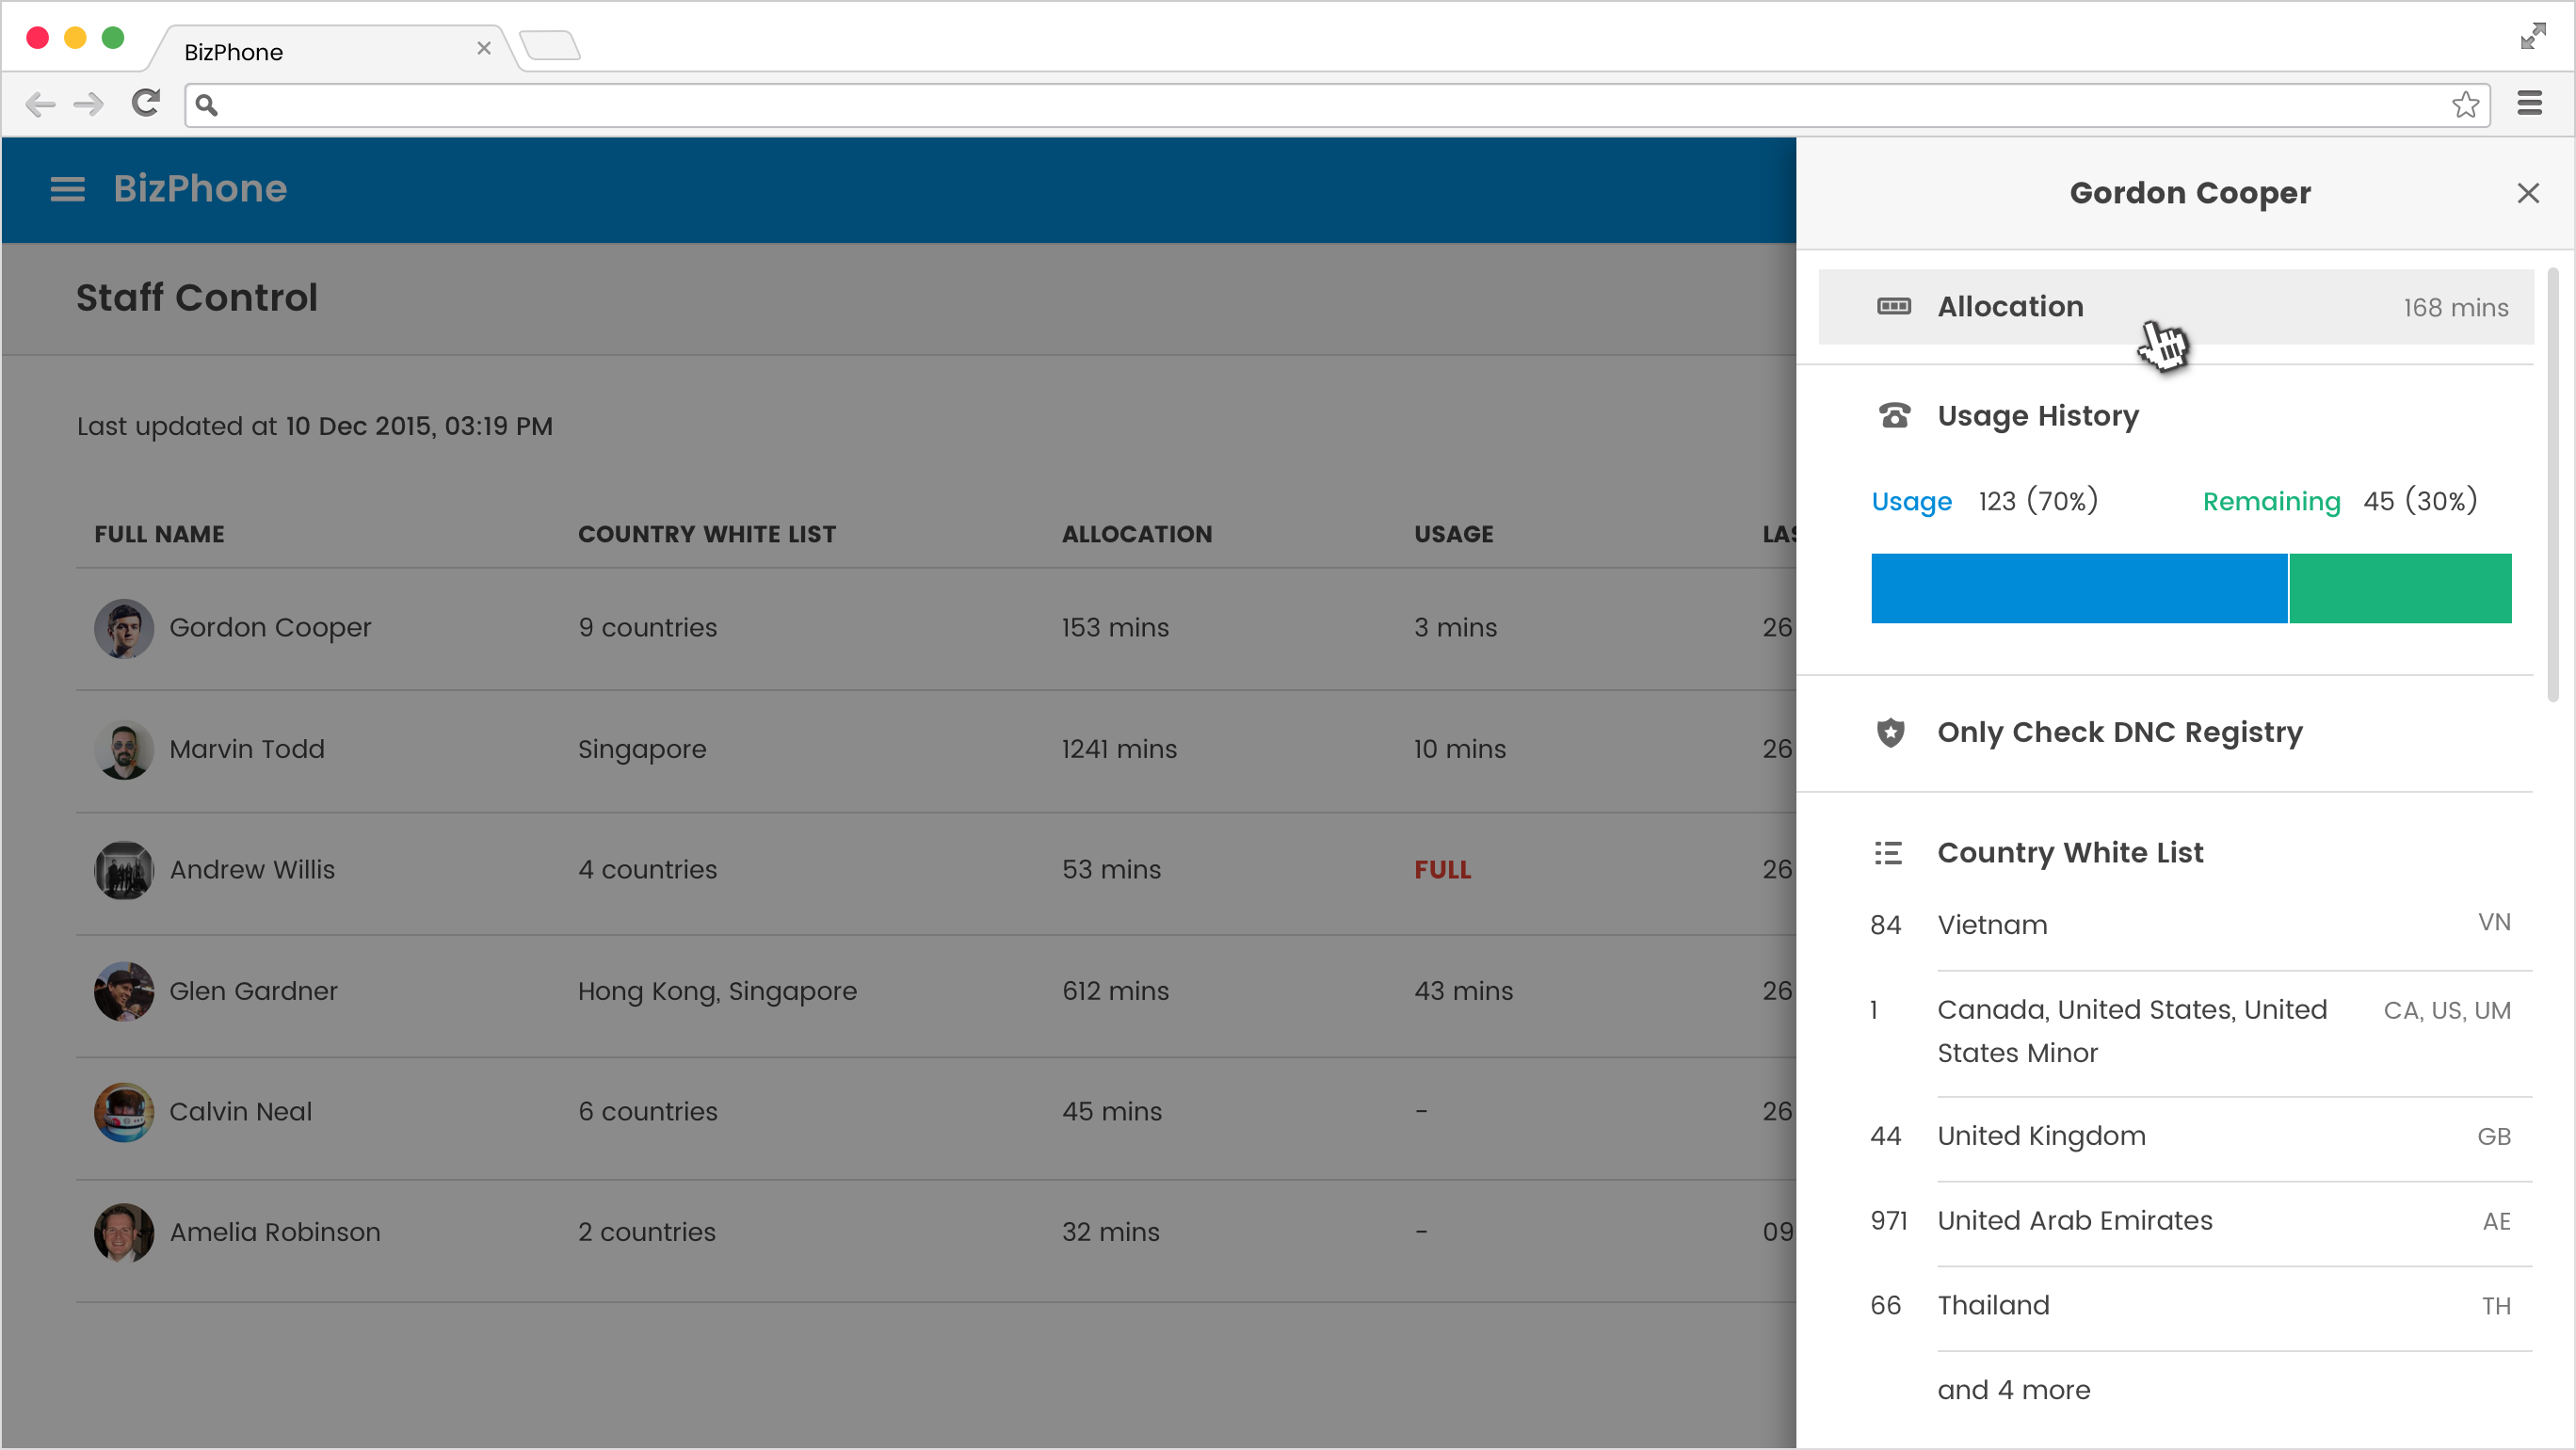 BizPhone
BizPhone
Staff Control
Last updated at 10 Dec 2015, 03:19 PM
FULL NAME COUNTRY WHITE LIST ALLOCATION USAGE
Gordon Cooper 9 countries 153 mins 3 mins 26
Marvin Todd Singapore 1241 mins 10 mins 26
Andrew Willis 4 countries 53 mins FULL 26
Glen Gardner Hong Kong, Singapore 612 mins 43 mins 26
Calvin Neal 6 countries 45 mins - 26
Amelia Robinson 2 countries 32 mins - 09
Gordon Cooper
Allocation 168 mins
Usage History
Usage 123 (70%) Remaining 45 (30%)
Only Check DNC Registry
Country White List
84 Vietnam VN
1 Canada, United States, United CA, US, UM
States Minor
44 United Kingdom GB
971 United Arab Emirates AE
66 Thailand TH
and 4 more